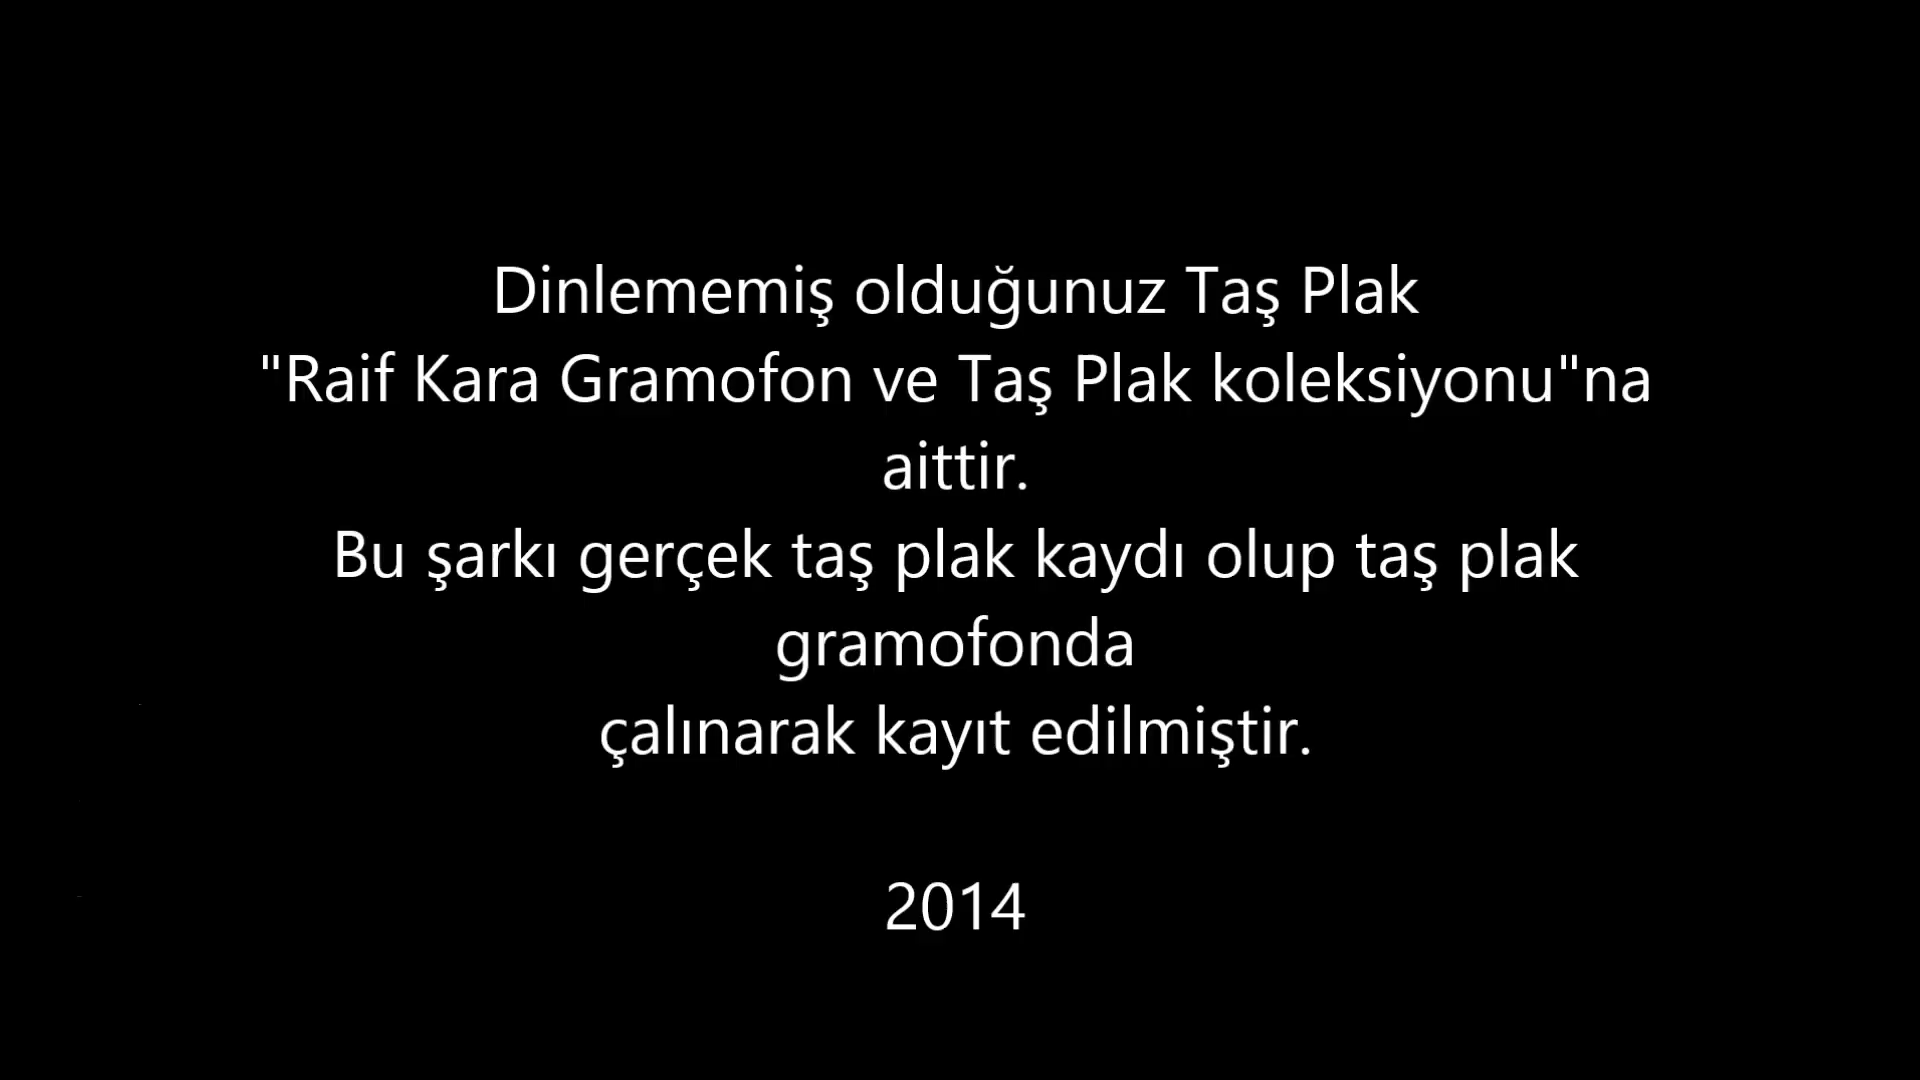 Dinlememiş olduğunuz Taş Plak
"Raif Kara Gramofon ve Taş Plak koleksiyonu"na
aittir.
Bu şarkı gerçek taş plak kaydı olup taş plak
gramofonda
çalınarak kayıt edilmiştir.
2014